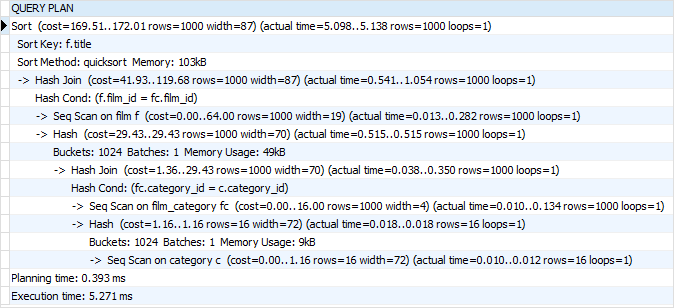 QUERY PLAN
Sort (cost=169.51..172.01 rows=1000 width=87) (actual time=5.098..5.138 rows=1000 loops=1)
Sort Key: f.title
Sort Method: quicksort Memory: 103kB
-> Hash Join (cost=41.93..119.68 rows=1000 width=87) (actual time=0.541..1.054 rows=1000 loops=1)
Hash Cond: (f.film_id = fc.film_id)
-> Seq Scan on film f (cost=0.00..64.00 rows=1000 width=19) (actual time=0.013..0.282 rows=1000 loops=1)
-> Hash (cost=29.43..29.43 rows=1000 width=70) (actual time=0.515..0.515 rows=1000 loops=1)
Buckets: 1024 Batches: 1 Memory Usage: 49kB
-> Hash Join (cost=1.36..29.43 rows=1000 width=70) (actual time=0.038..0.350 rows=1000 loops=1)
Hash Cond: (fc.category_id = c.category_id)
-> Seq Scan on film_category fc (cost=0.00..16.00 rows=1000 width=4) (actual time=0.010..0.134 rows=1000 loops=1)
-> Hash (cost=1.16..1.16 rows=16 width=72) (actual time=0.018..0.018 rows=16 loops=1)
Buckets: 1024 Batches: 1 Memory Usage: 9kB
-> Seq Scan on category c (cost=0.00..1.16 rows=16 width=72) (actual time=0.010..0.012 rows=16 loops=1)
Planning time: 0.393 ms
Execution time: 5.271 ms